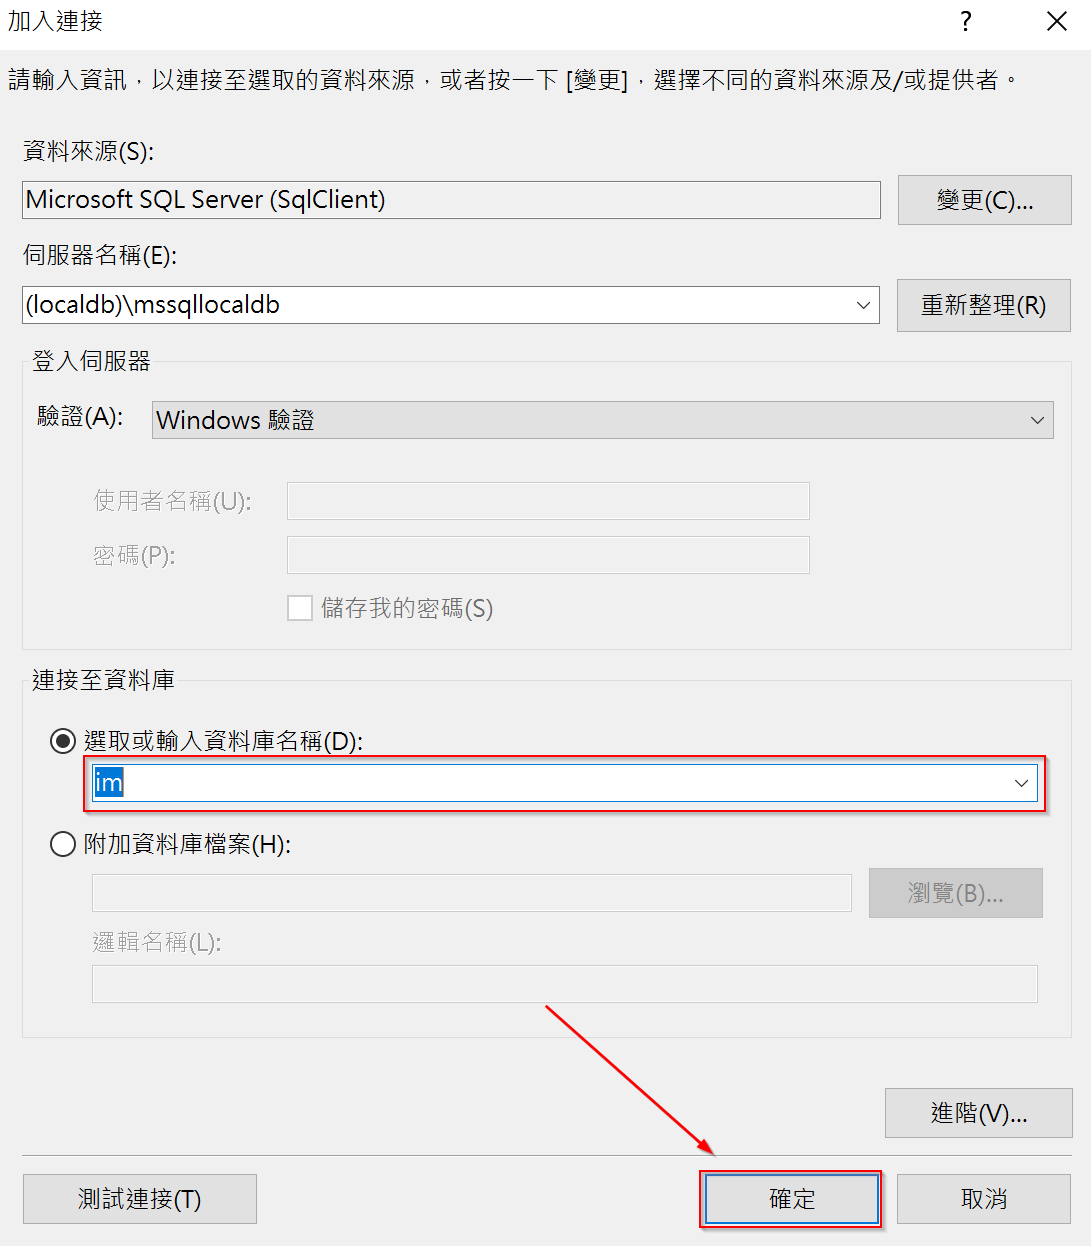 加入連接
請輸入資訊，以連接至選取的資料來源，或者按一下 [變更]，選擇不同的資料來源及/或提供者。
資料來源(S):
Microsoft SQL Server (SqlClient)
變更(C)...
伺服器名稱(E):
(localdb)\mssqllocaldb
重新整理(R)
登入伺服器
驗證(A):
Windows 驗證
使用者名稱(U):
密碼(P):
儲存我的密碼(S)
連接至資料庫
選取或輸入資料庫名稱(D):
im
附加資料庫檔案(H):
瀏覽(B)...
邏輯名稱(L):
進階(V)...
測試連接(T)
確定
取消